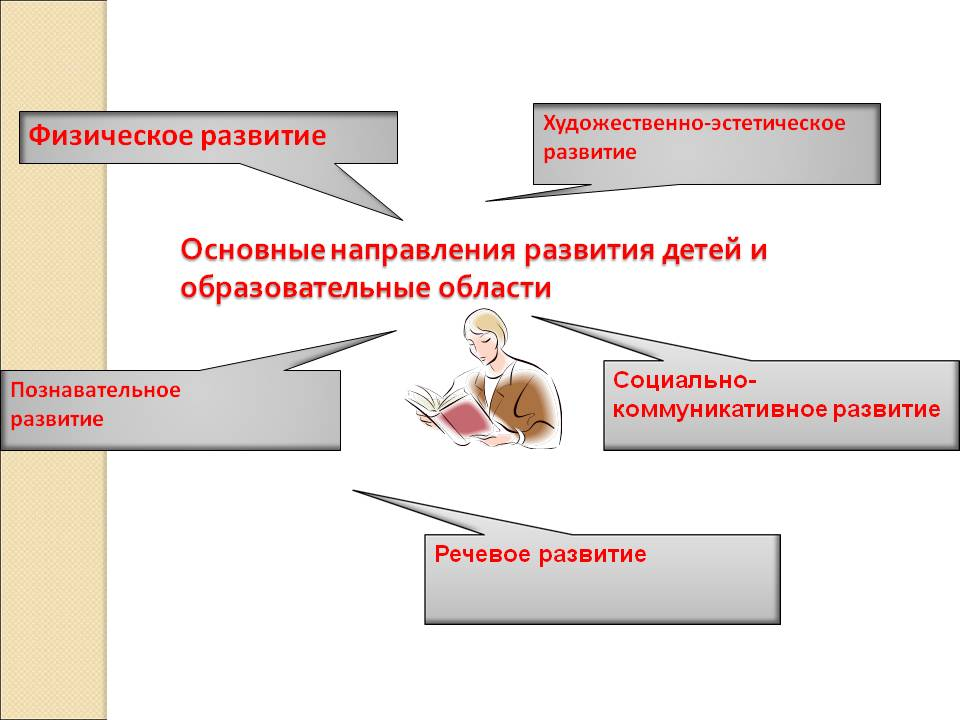 Физическое развитие
Художественно-эстетическое
развитие
Основные направления развития детей и
образовательные области
Познавательное
развитие
Социально-
коммуникативное развитие
Речевое развитие